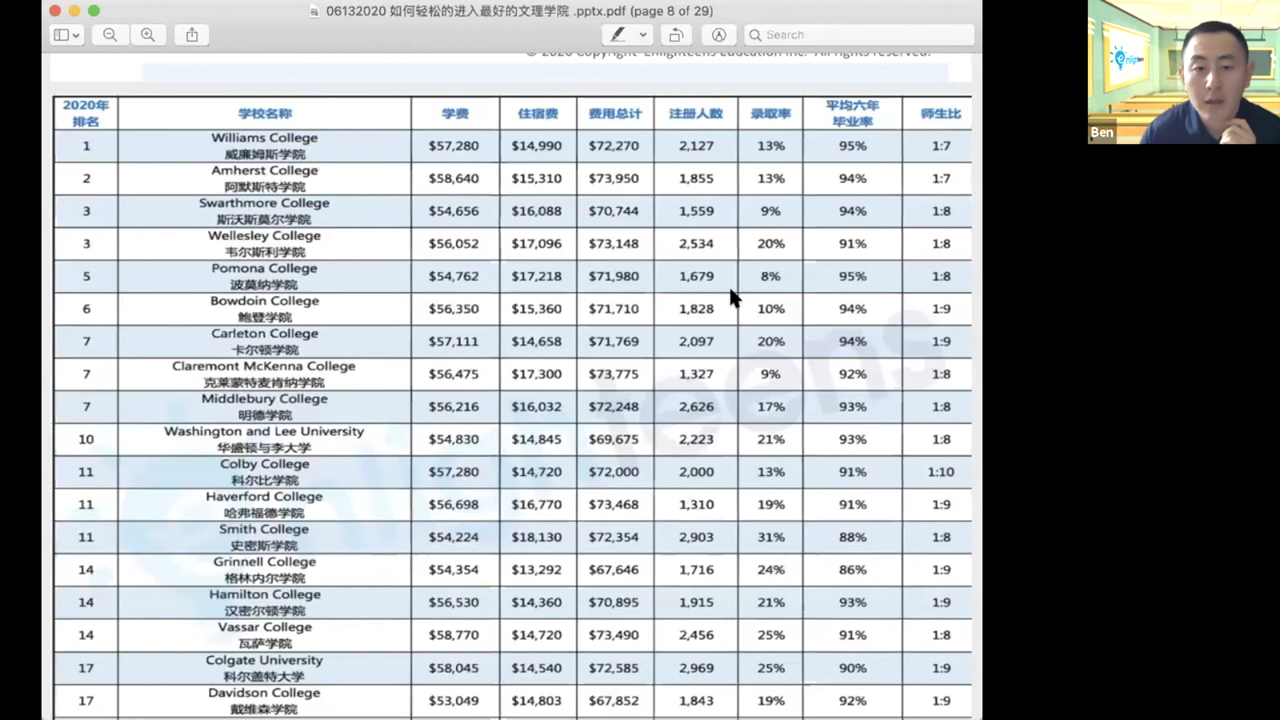 06132020 如何轻松的进入最好的文理学院 .pptx.pdf (page 8 of 29)
Search
© 2020 Copyright Enlighteens Education Inc. All rights reserved.
Ben
2020年排名 学校名称 学费 住宿费 费用总计 注册人数 录取率 平均六年毕业率 师生比
1 Williams College 威廉姆斯学院 $57,280 $14,990 $72,270 2,127 13% 95% 1:7
2 Amherst College 阿默斯特学院 $58,640 $15,310 $73,950 1,855 13% 94% 1:7
3 Swarthmore College 斯沃斯莫尔学院 $54,656 $16,088 $70,744 1,559 9% 94% 1:8
3 Wellesley College 韦尔斯利学院 $56,052 $17,096 $73,148 2,534 20% 91% 1:8
5 Pomona College 波莫纳学院 $54,762 $17,218 $71,980 1,679 8% 95% 1:8
6 Bowdoin College 鲍登学院 $56,350 $15,360 $71,710 1,828 10% 94% 1:9
7 Carleton College 卡尔顿学院 $57,111 $14,658 $71,769 2,097 20% 94% 1:9
7 Claremont McKenna College 克莱蒙特麦肯纳学院 $56,475 $17,300 $73,775 1,327 9% 92% 1:8
7 Middlebury College 明德学院 $56,216 $16,032 $72,248 2,626 17% 93% 1:8
10 Washington and Lee University 华盛顿与李大学 $54,830 $14,845 $69,675 2,223 21% 93% 1:8
11 Colby College 科尔比学院 $57,280 $14,720 $72,000 2,000 13% 91% 1:10
11 Haverford College 哈弗福德学院 $56,698 $16,770 $73,468 1,310 19% 91% 1:9
11 Smith College 史密斯学院 $54,224 $18,130 $72,354 2,903 31% 88% 1:8
14 Grinnell College 格林内尔学院 $54,354 $13,292 $67,646 1,716 24% 86% 1:9
14 Hamilton College 汉密尔顿学院 $56,530 $14,360 $70,895 1,915 21% 93% 1:9
14 Vassar College 瓦萨学院 $58,770 $14,720 $73,490 2,456 25% 91% 1:8
17 Colgate University 科尔盖特大学 $58,045 $14,540 $72,585 2,969 25% 90% 1:9
17 Davidson College 戴维森学院 $53,049 $14,803 $67,852 1,843 19% 92% 1:9
enlighteens